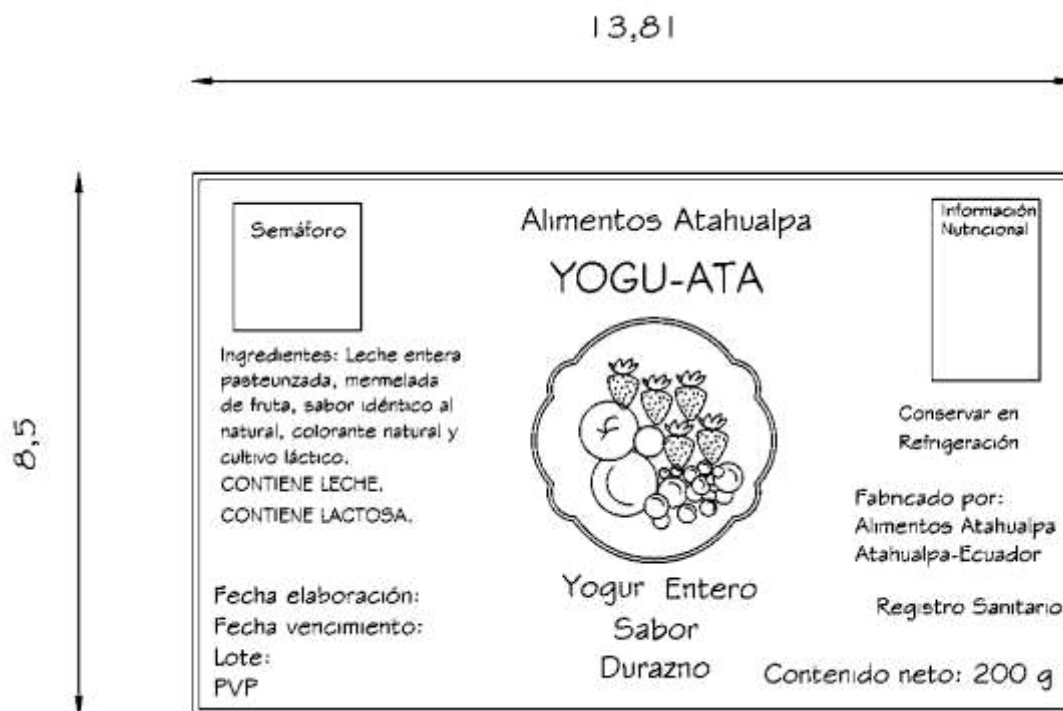 13,81
8,5
Semáforo
Ingredientes: Leche entera
pasteurizada, mermelada
de fruta, sabor idéntico al
natural, colorante natural y
cultivo láctico.
CONTIENE LECHE.
CONTIENE LACTOSA.
Fecha elaboración:
Fecha vencimiento:
Lote:
PVP
Alimentos Atahualpa
YOGU-ATA
Yogur Entero
Sabor
Durazno
Información
Nutricional
Conservar en
Refrigeración
Fabricado por:
Alimentos Atahualpa
Atahualpa-Ecuador
Registro Sanitario
Contenido neto: 200 g